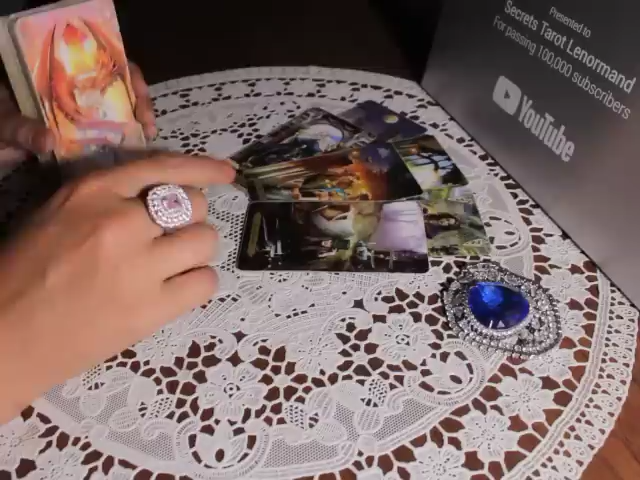 Presented to
Secrets Tarot Lenormand
For passing 100,000 subscribers
YouTube